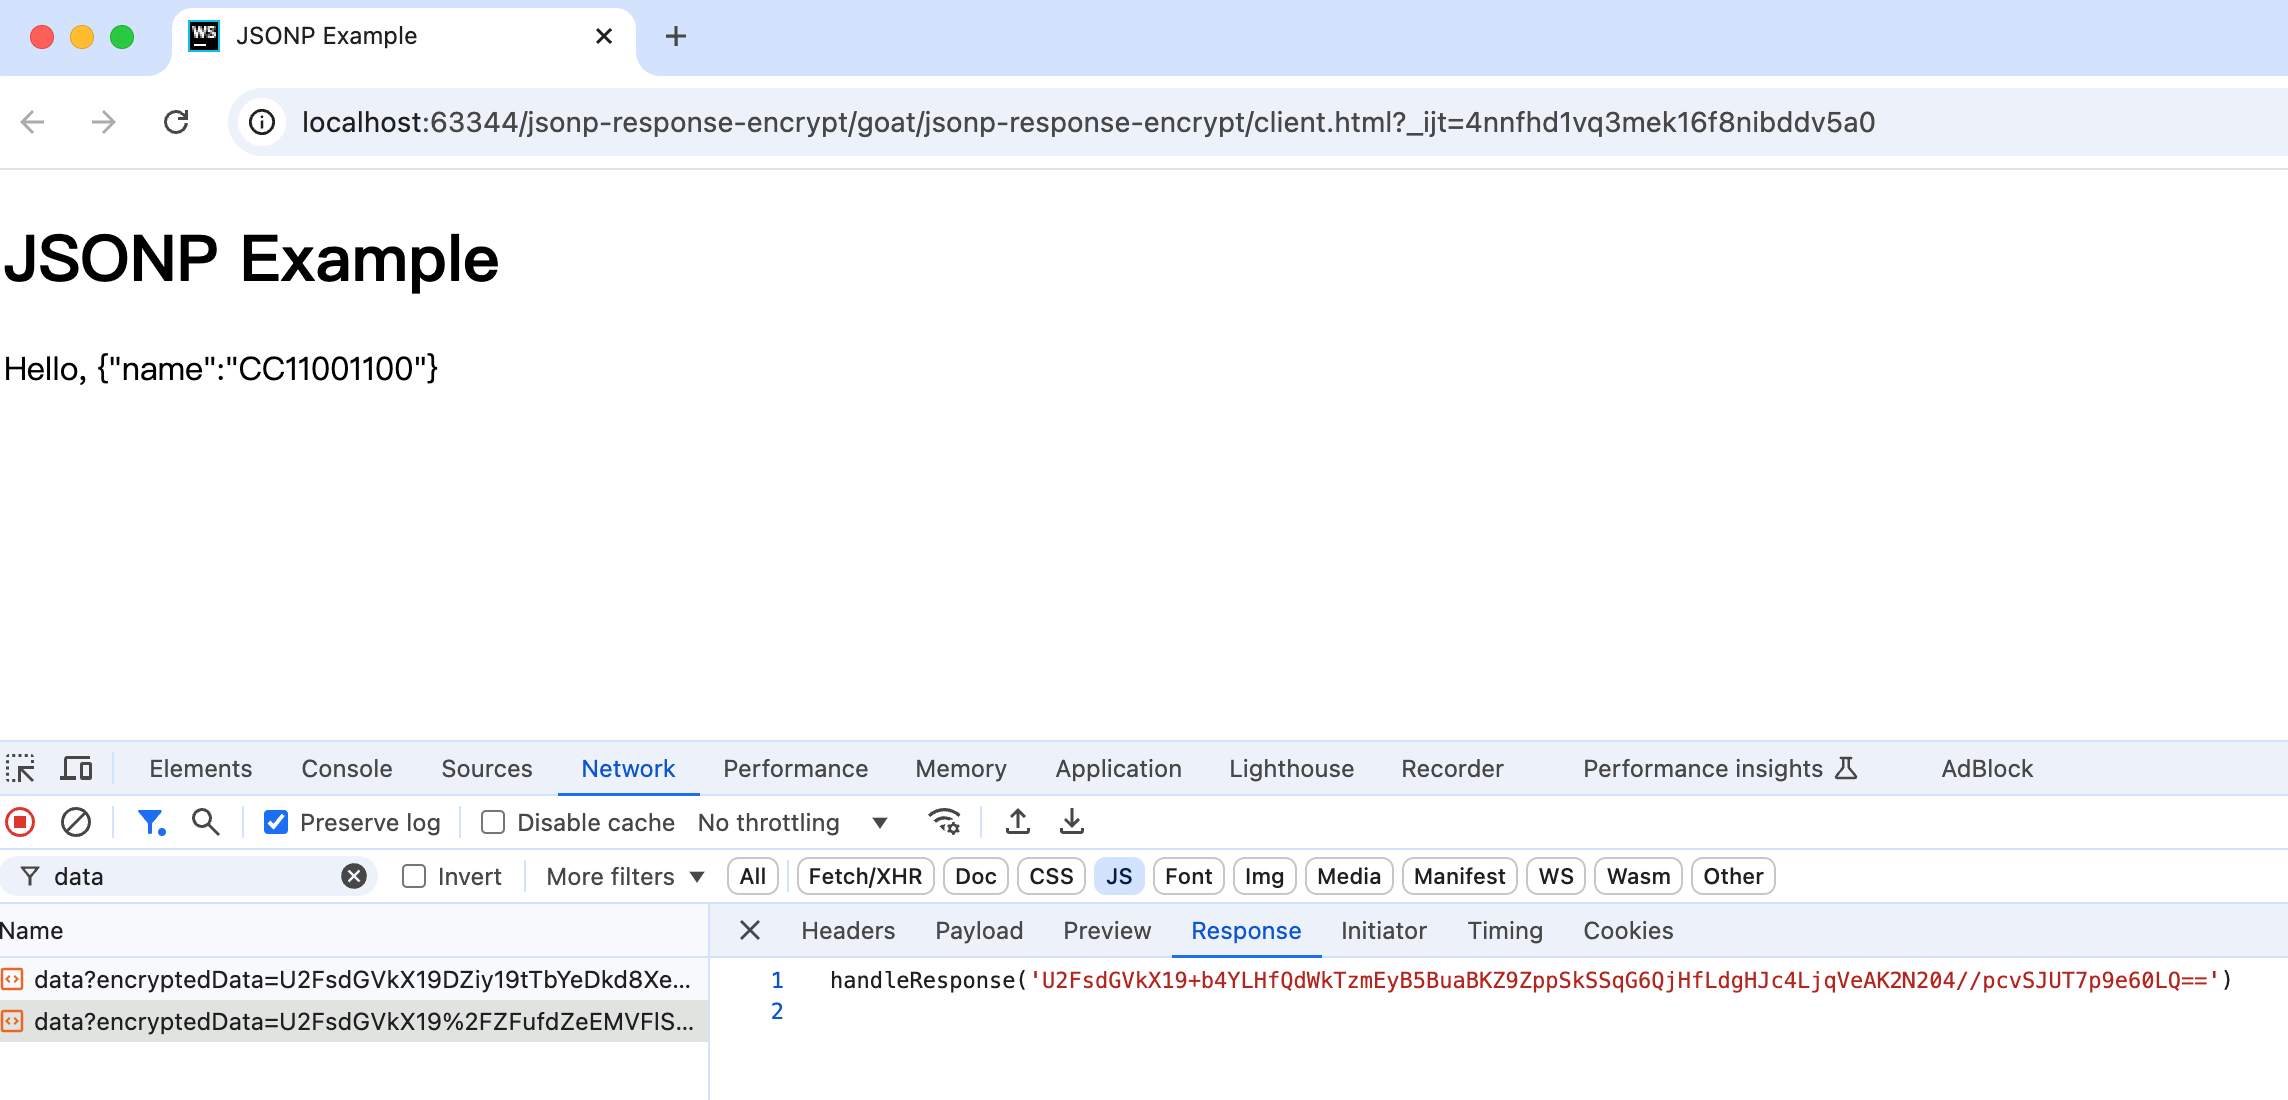 WS JSONP Example
localhost:63344/jsonp-response-encrypt/goat/jsonp-response-encrypt/client.html?_ijt=4nnfhd1vq3mek16f8nibddv5a0
JSONP Example
Hello, {"name":"CC11001100"}
Elements Console Sources Network Performance Memory Application Lighthouse Recorder Performance insights AdBlock
Preserve log Disable cache No throttling
data Invert More filters All Fetch/XHR Doc CSS JS Font Img Media Manifest WS Wasm Other
Name Headers Payload Preview Response Initiator Timing Cookies
data?encryptedData=U2FsdGVkX19DZiy19tTbYeDkd8Xe... 1 handleResponse('U2FsdGVkX19+b4YLHfQdWkTzmEyB5BuaBKZ9ZppSkSSqG6QjHfLdgHJc4LjqVeAK2N204//pcvSJUT7p9e60LQ==')
data?encryptedData=U2FsdGVkX19%2FZFufdZeEMVFlS... 2